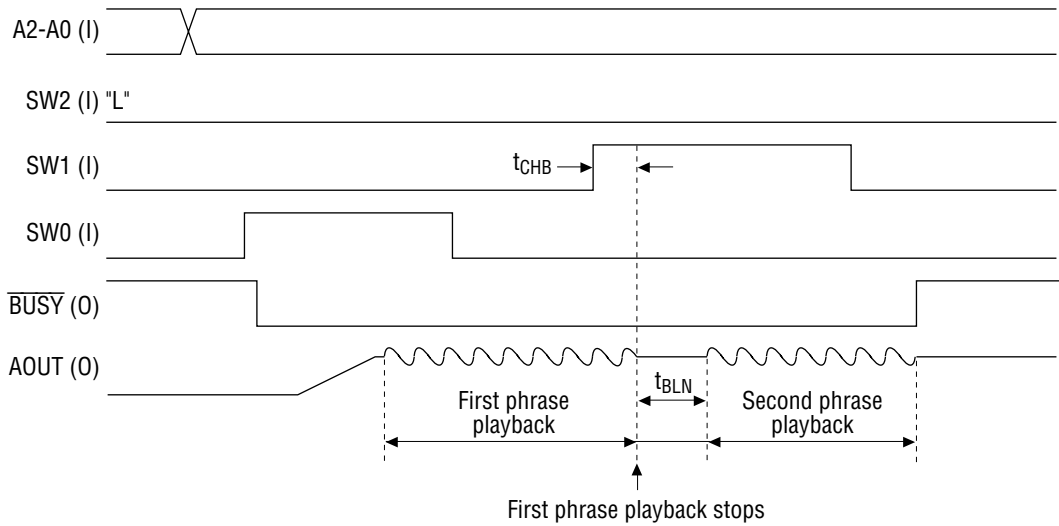 A2-A0 (I)
SW2 (I) "L"
SW1 (I)
tCHB
SW0 (I)
BUSY (O)
AOUT (O)
tBLN
First phrase
playback
Second phrase
playback
First phrase playback stops